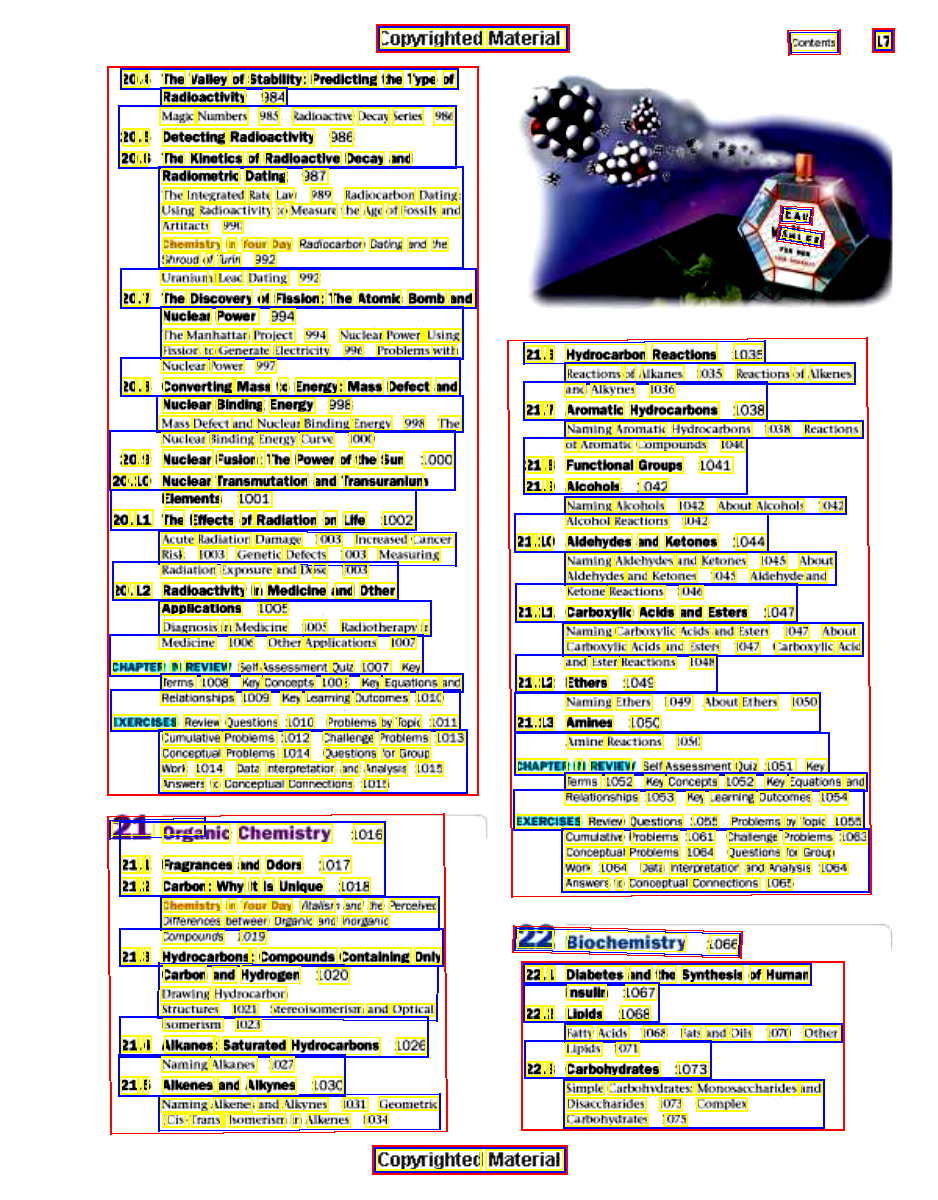 Copyrighted Material
Contents 17
20.4 The Valley of Stability: Predicting the Type of
Radioactivity 984
Magic Numbers 985 Radioactive Decay Series 986
20.5 Detecting Radioactivity 986
20.6 The Kinetics of Radioactive Decay and
Radiometric Dating 987
The Integrated Rate Law 989 Radiocarbon Dating:
Using Radioactivity to Measure the Age of Fossils and
Artifacts 990
Chemistry in Your Day Radiocarbon Dating and the
Shroud of Turin 992
Uranium/Lead Dating 992
20.7 The Discovery of Fission: The Atomic Bomb and
Nuclear Power 994
The Manhattan Project 994 Nuclear Power: Using
Fission to Generate Electricity 996 Problems with
Nuclear Power 997
20.8 Converting Mass to Energy: Mass Defect and
Nuclear Binding Energy 998
Mass Defect and Nuclear Binding Energy 998 The
Nuclear Binding Energy Curve 1000
20.9 Nuclear Fusion: The Power of the Sun 1000
20.10 Nuclear Transmutation and Transuranium
Elements 1001
20.11 The Effects of Radiation on Life 1002
Acute Radiation Damage 1003 Increased Cancer
Risk 1003 Genetic Defects 1003 Measuring
Radiation Exposure and Dose 1003
20.12 Radioactivity in Medicine and Other
Applications 1005
Diagnosis in Medicine 1005 Radiotherapy in
Medicine 1006 Other Applications 1007
CHAPTER IN REVIEW Self Assessment Quiz 1007 Key
Terms 1008 Key Concepts 1008 Key Equations and
Relationships 1009 Key Learning Outcomes 1010
EXERCISES Review Questions 1010 Problems by Topic 1011
Cumulative Problems 1012 Challenge Problems 1013
Conceptual Problems 1014 Questions for Group
Work 1014 Data Interpretation and Analysis 1015
Answers to Conceptual Connections 1015
21 Organic Chemistry 1016
21.1 Fragrances and Odors 1017
21.2 Carbon: Why It Is Unique 1018
Chemistry in Your Day Vitalism and the Perceived
Differences between Organic and Inorganic
Compounds 1019
21.3 Hydrocarbons: Compounds Containing Only
Carbon and Hydrogen 1020
Drawing Hydrocarbon
Structures 1021 Stereoisomerism and Optical
Isomerism 1023
21.4 Alkanes: Saturated Hydrocarbons 1026
Naming Alkanes 1027
21.5 Alkenes and Alkynes 1030
Naming Alkenes and Alkynes 1031 Geometric
(Cis–Trans) Isomerism in Alkenes 1034
EAU
FOR MEN
21.6 Hydrocarbon Reactions 1035
Reactions of Alkanes 1035 Reactions of Alkenes
and Alkynes 1036
21.7 Aromatic Hydrocarbons 1038
Naming Aromatic Hydrocarbons 1038 Reactions
of Aromatic Compounds 1040
21.8 Functional Groups 1041
21.9 Alcohols 1042
Naming Alcohols 1042 About Alcohols 1042
Alcohol Reactions 1042
21.10 Aldehydes and Ketones 1044
Naming Aldehydes and Ketones 1045 About
Aldehydes and Ketones 1045 Aldehyde and
Ketone Reactions 1046
21.11 Carboxylic Acids and Esters 1047
Naming Carboxylic Acids and Esters 1047 About
Carboxylic Acids and Esters 1047 Carboxylic Acid
and Ester Reactions 1048
21.12 Ethers 1049
Naming Ethers 1049 About Ethers 1050
21.13 Amines 1050
Amine Reactions 1050
CHAPTER IN REVIEW Self Assessment Quiz 1051 Key
Terms 1052 Key Concepts 1052 Key Equations and
Relationships 1053 Key Learning Outcomes 1054
EXERCISES Review Questions 1055 Problems by Topic 1055
Cumulative Problems 1061 Challenge Problems 1063
Conceptual Problems 1064 Questions for Group
Work 1064 Data Interpretation and Analysis 1064
Answers to Conceptual Connections 1065
22 Biochemistry 1066
22.1 Diabetes and the Synthesis of Human
Insulin 1067
22.2 Lipids 1068
Fatty Acids 1068 Fats and Oils 1070 Other
Lipids 1071
22.3 Carbohydrates 1073
Simple Carbohydrates: Monosaccharides and
Disaccharides 1073 Complex
Carbohydrates 1075
Copyrighted Material